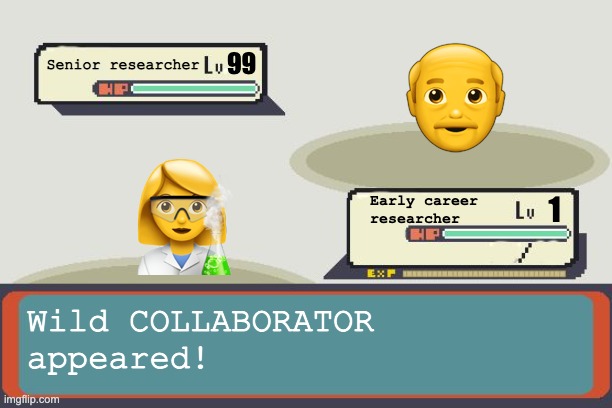 Senior researcher Lv 99
HP
Early career
researcher Lv 1
HP
/
EXP
Wild COLLABORATOR
appeared!
imgflip.com